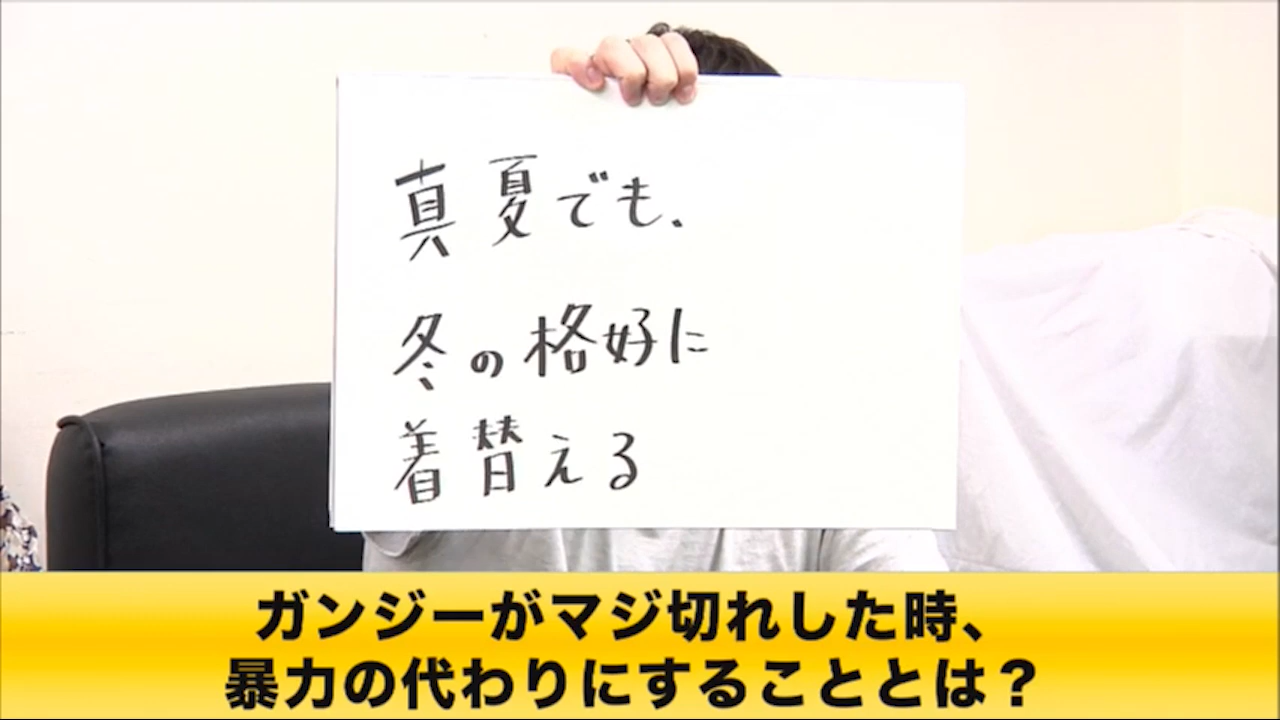 真夏でも、
冬の格好に
着替える
ガンジーがマジ切れした時、
暴力の代わりにすることとは？